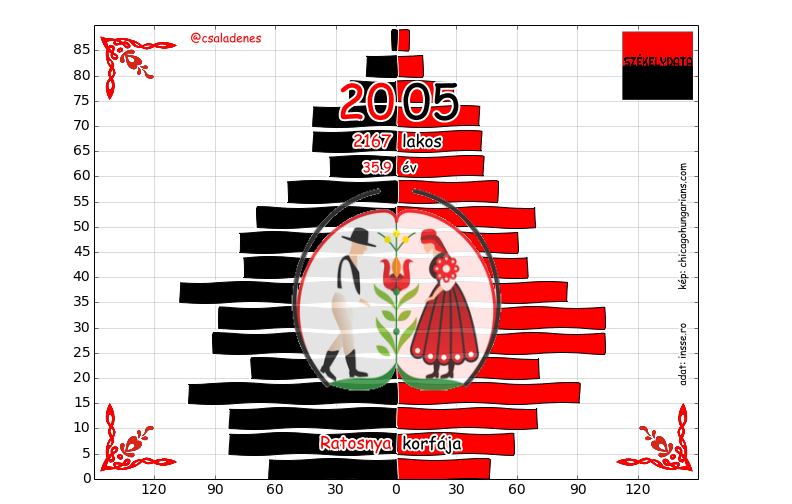 @csaladenes
SZÉKELYDATA
2005
2167 lakos
35.9 év
kép: chicagohungarians.com
adat: insse.ro
Ratosnya korfája
85
80
75
70
65
60
55
50
45
40
35
30
25
20
15
10
5
0
120 90 60 30 0 30 60 90 120